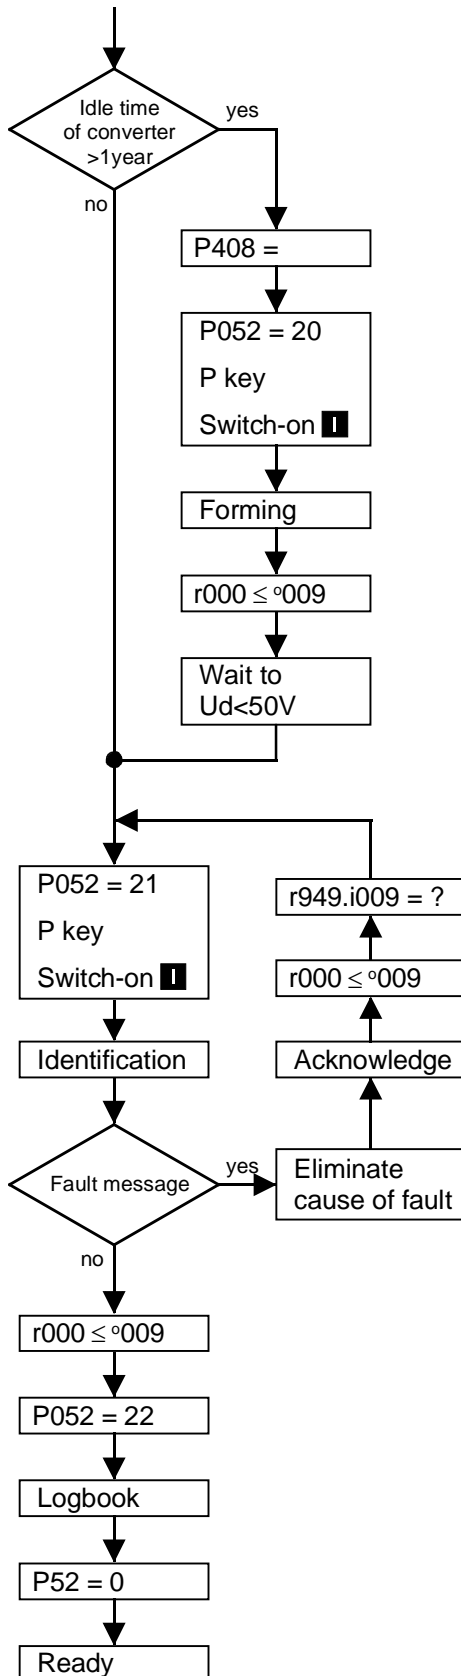 Idle time
of converter
>1year
yes
no
P408 =
P052 = 20
P key
Switch-on I
Forming
r000 ≤ °009
Wait to
Ud<50V
P052 = 21
P key
Switch-on I
Identification
Fault message
yes
no
Eliminate
cause of fault
Acknowledge
r000 ≤ °009
r949.i009 = ?
r000 ≤ °009
P052 = 22
Logbook
P52 = 0
Ready